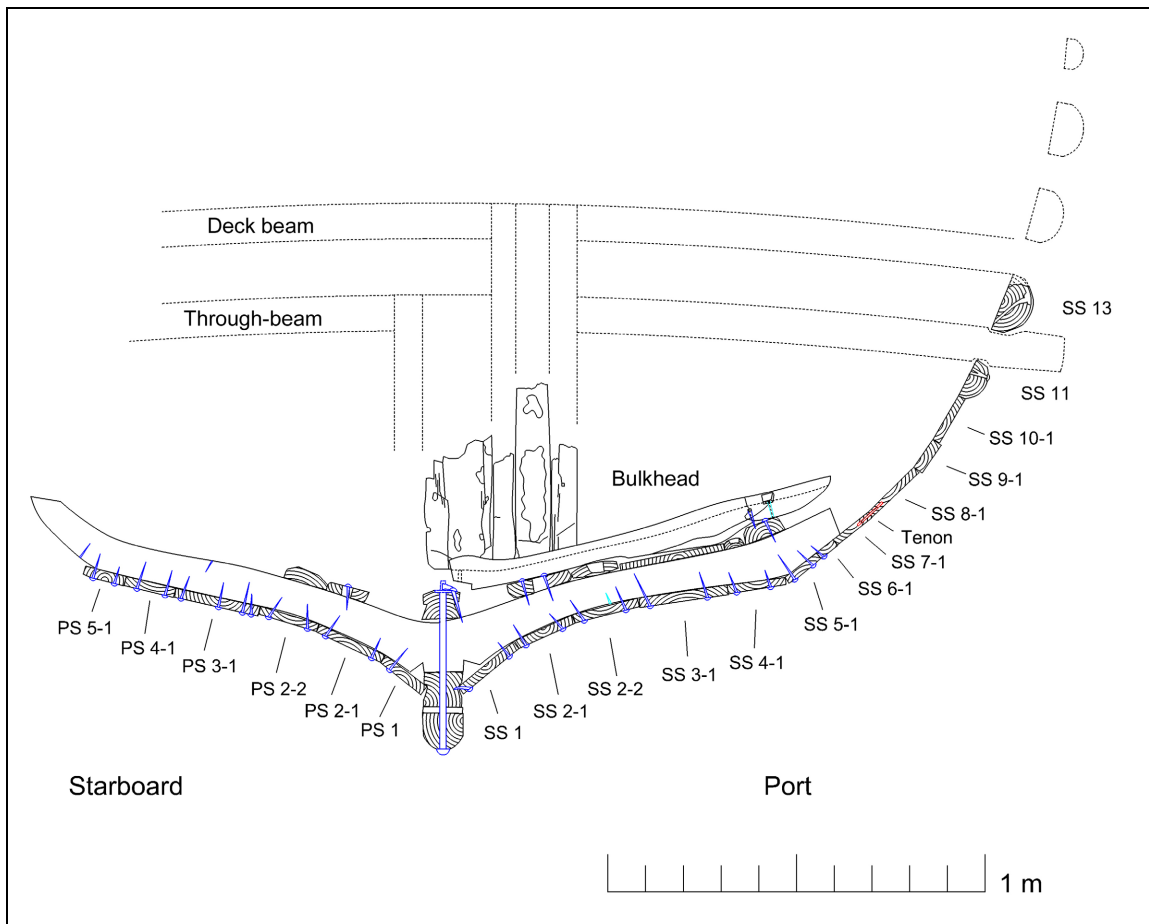 Deck beam
Through-beam
SS 13
SS 11
SS 10-1
Bulkhead
SS 9-1
SS 8-1
Tenon
SS 7-1
SS 6-1
SS 5-1
SS 4-1
SS 3-1
SS 2-2
SS 2-1
SS 1
PS 5-1
PS 4-1
PS 3-1
PS 2-2
PS 2-1
PS 1
Starboard
Port
1 m